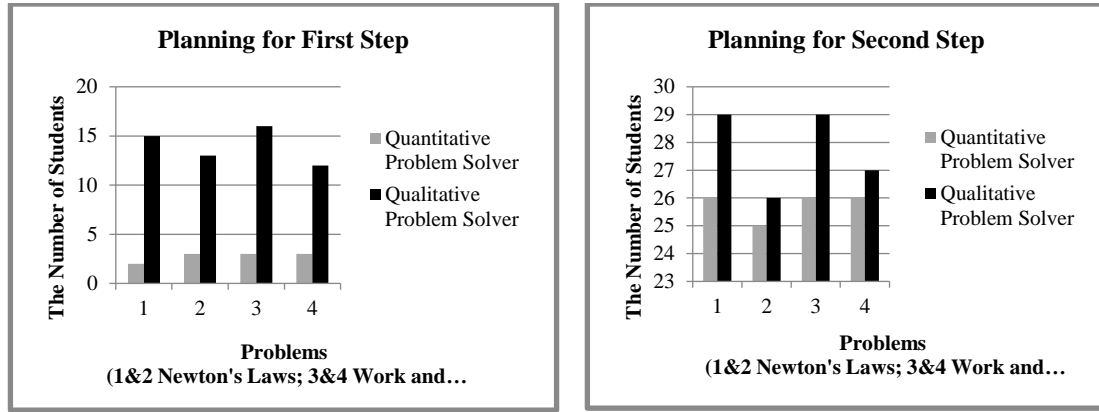 Planning for First Step
20
15
10
5
0
The Number of Students
1 2 3 4
Problems
(1&2 Newton's Laws; 3&4 Work and…
Quantitative
Problem Solver
Qualitative
Problem Solver
Planning for Second Step
30
29
28
27
26
25
24
23
The Number of Students
1 2 3 4
Problems
(1&2 Newton's Laws; 3&4 Work and…
Quantitative
Problem Solver
Qualitative
Problem Solver